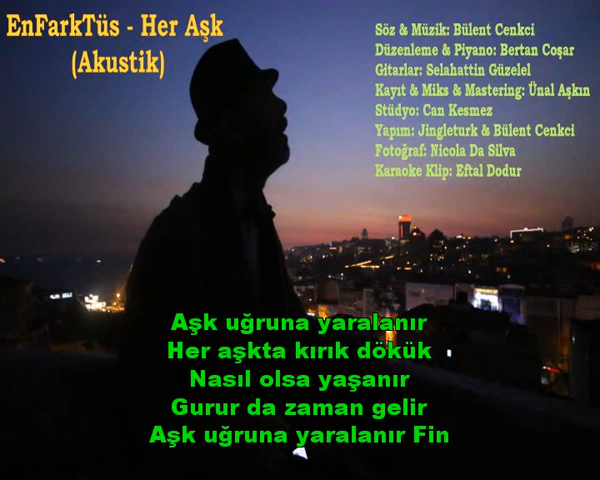 EnFarkTüs - Her Aşk
(Akustik)
Söz & Müzik: Bülent Cenkci
Düzenleme & Piyano: Bertan Coşar
Gitarlar: Selahattin Güzelel
Kayıt & Miks & Mastering: Ünal Aşkın
Stüdyo: Can Kesmez
Yapım: Jingleturk & Bülent Cenkci
Fotoğraf: Nicola Da Silva
Karaoke Klip: Eftal Dodur
Aşk uğruna yaralanır
Her aşkta kırık dökük
Nasıl olsa yaşanır
Gurur da zaman gelir
Aşk uğruna yaralanır Fin